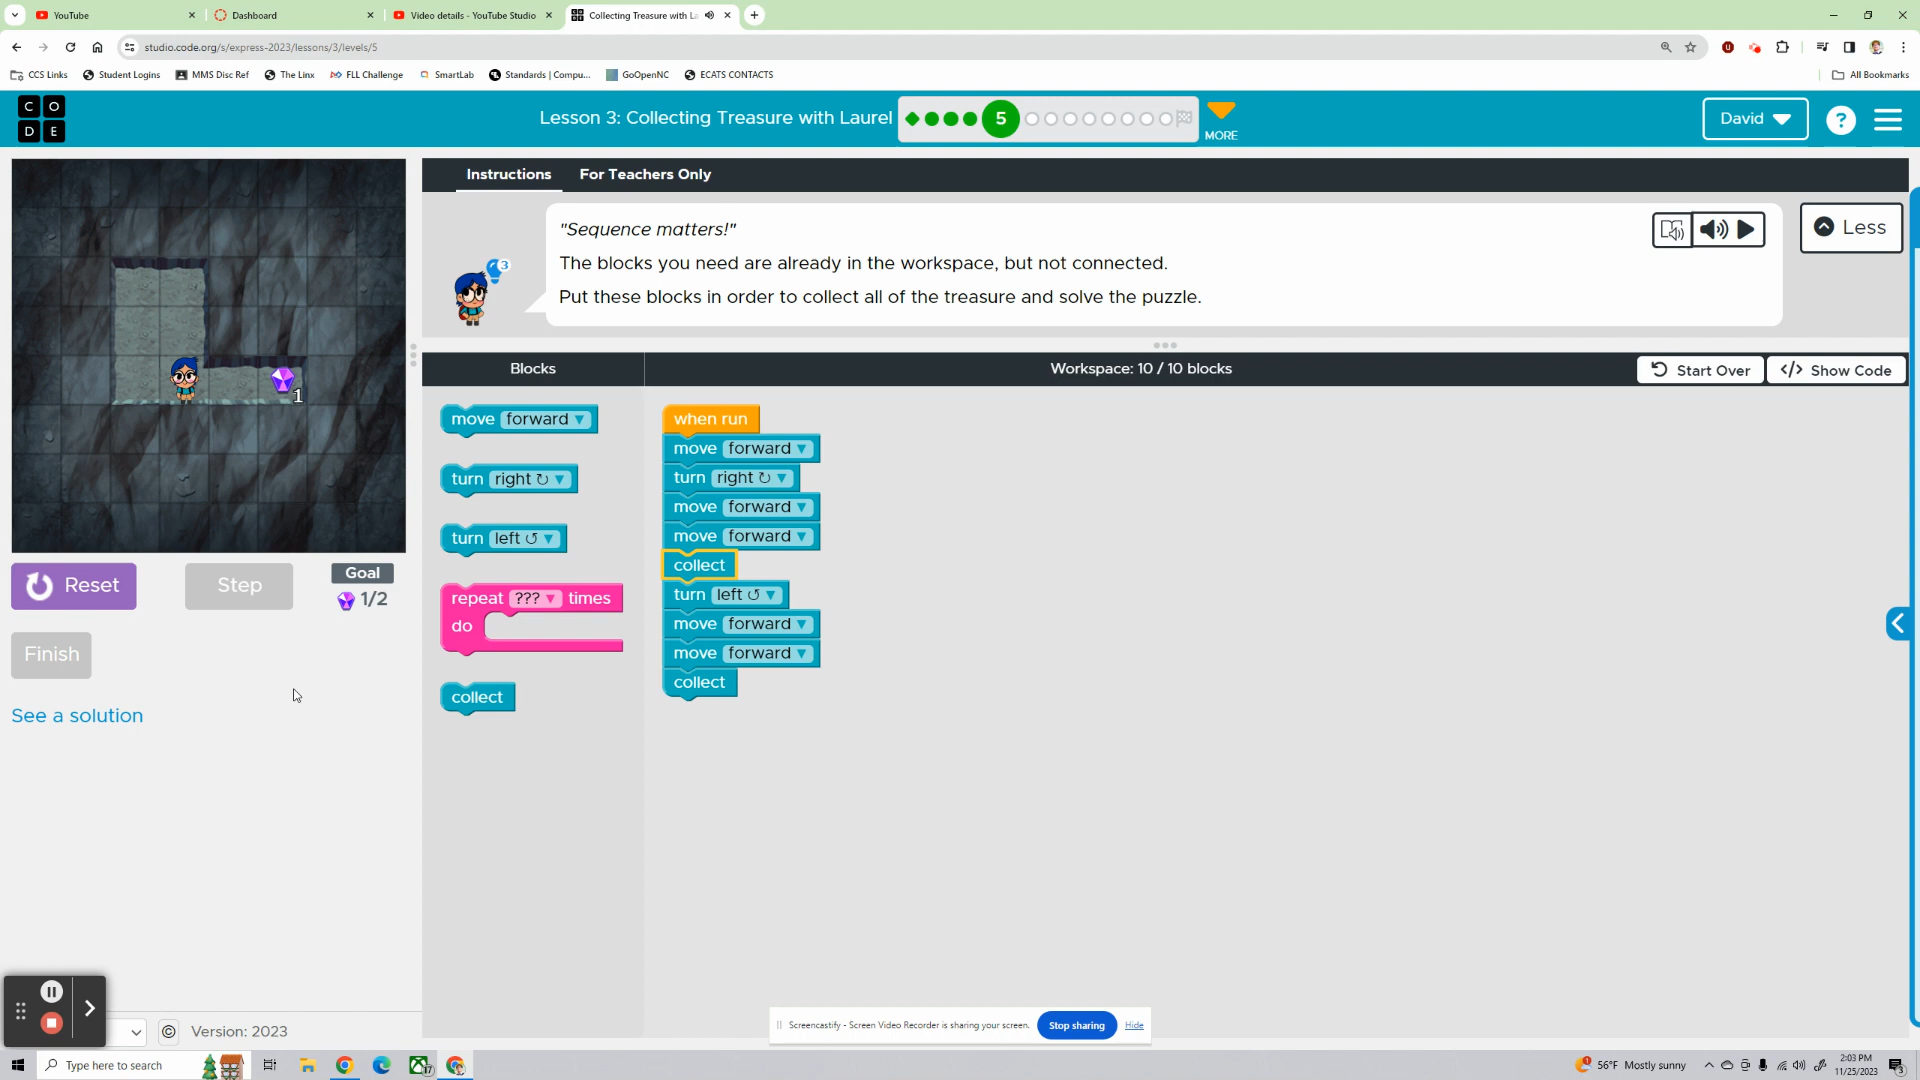 YouTube
Dashboard
Video details - YouTube Studio
Collecting Treasure with La
studio.code.org/s/express-2023/lessons/3/levels/5
U
CCS Links
Student Logins
MMS Disc Ref
The Linx
FLL Challenge
SmartLab
Standards | Compu...
GoOpenNC
ECATS CONTACTS
All Bookmarks
C O
D E
Lesson 3: Collecting Treasure with Laurel
5
MORE
David
?
Instructions
For Teachers Only
3
"Sequence matters!"
The blocks you need are already in the workspace, but not connected.
Put these blocks in order to collect all of the treasure and solve the puzzle.
Less
1
Blocks
Workspace: 10 / 10 blocks
Start Over
</> Show Code
move forward
turn right
turn left
repeat ??? times
do
collect
when run
move forward
turn right
move forward
move forward
collect
turn left
move forward
move forward
collect
Reset
Step
Goal
1/2
Finish
See a solution
© Version: 2023
Screencastify - Screen Video Recorder is sharing your screen.
Stop sharing
Hide
Type here to search
17
1
56°F Mostly sunny
2:03 PM
11/25/2023
3